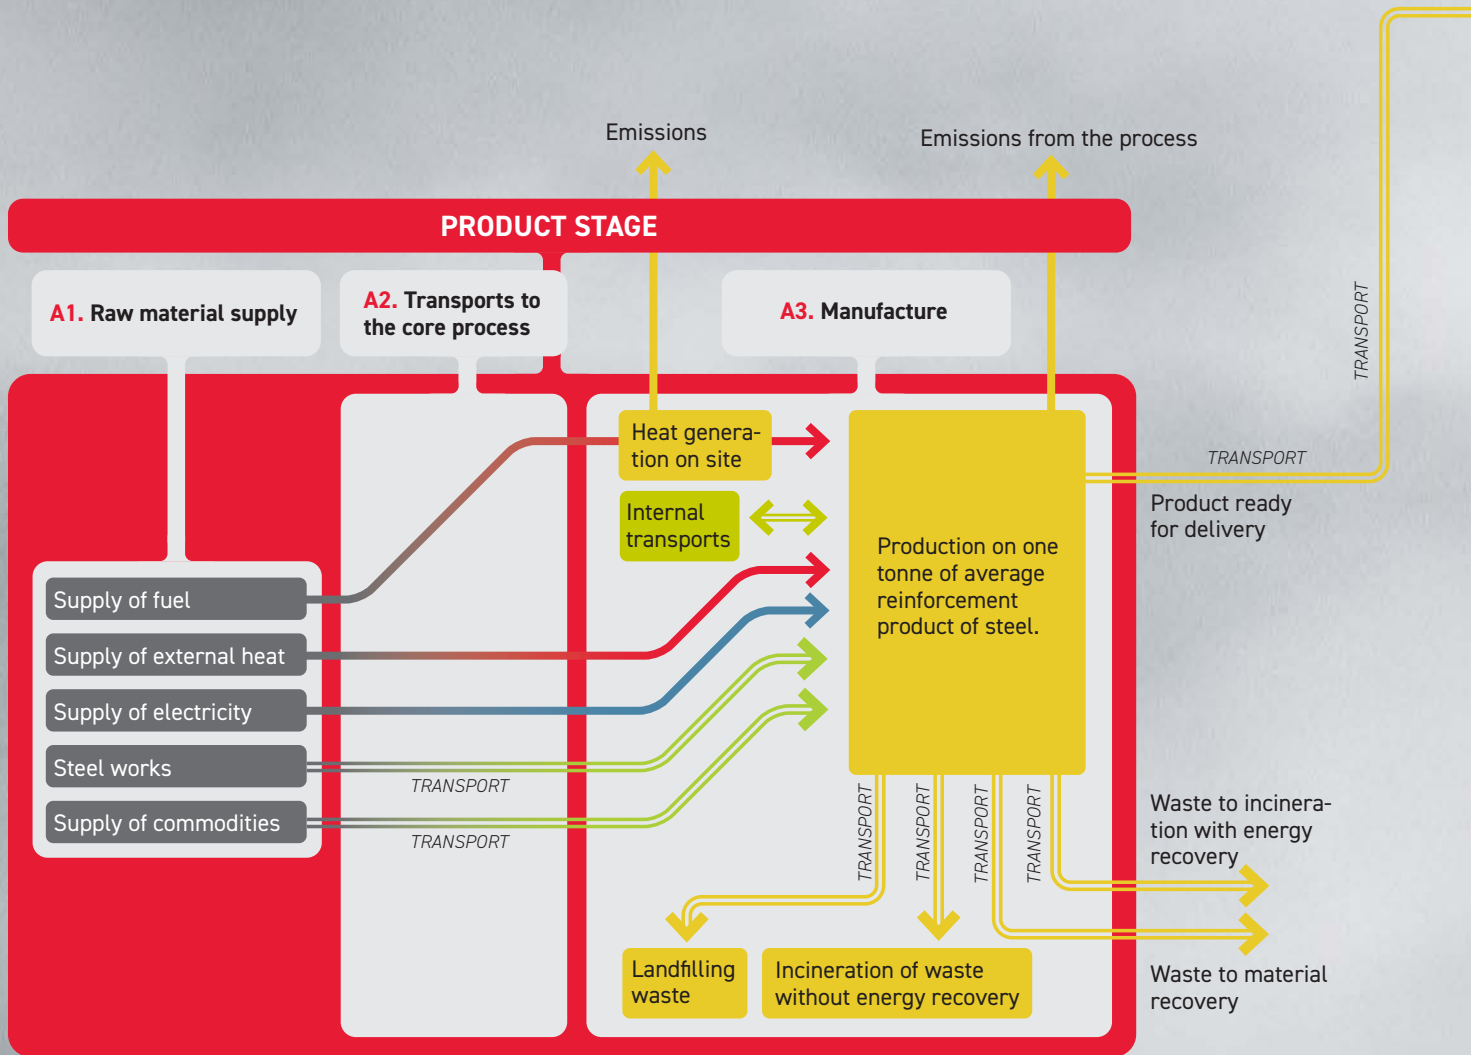 Emissions
Emissions from the process
PRODUCT STAGE
A1. Raw material supply
A2. Transports to
the core process
A3. Manufacture
TRANSPORT
Heat genera-
tion on site
TRANSPORT
Product ready
for delivery
Internal
transports
Production on one
tonne of average
reinforcement
product of steel.
Supply of fuel
Supply of external heat
Supply of electricity
Steel works
TRANSPORT
Supply of commodities
TRANSPORT
TRANSPORT
TRANSPORT
TRANSPORT
TRANSPORT
Waste to incinera-
tion with energy
recovery
Landfilling
waste
Incineration of waste
without energy recovery
Waste to material
recovery